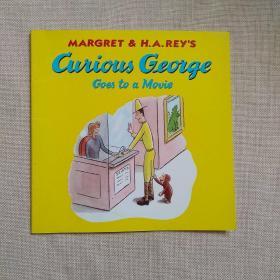 MARGRET & H.A.REY'S
Curious George
Goes to a Movie